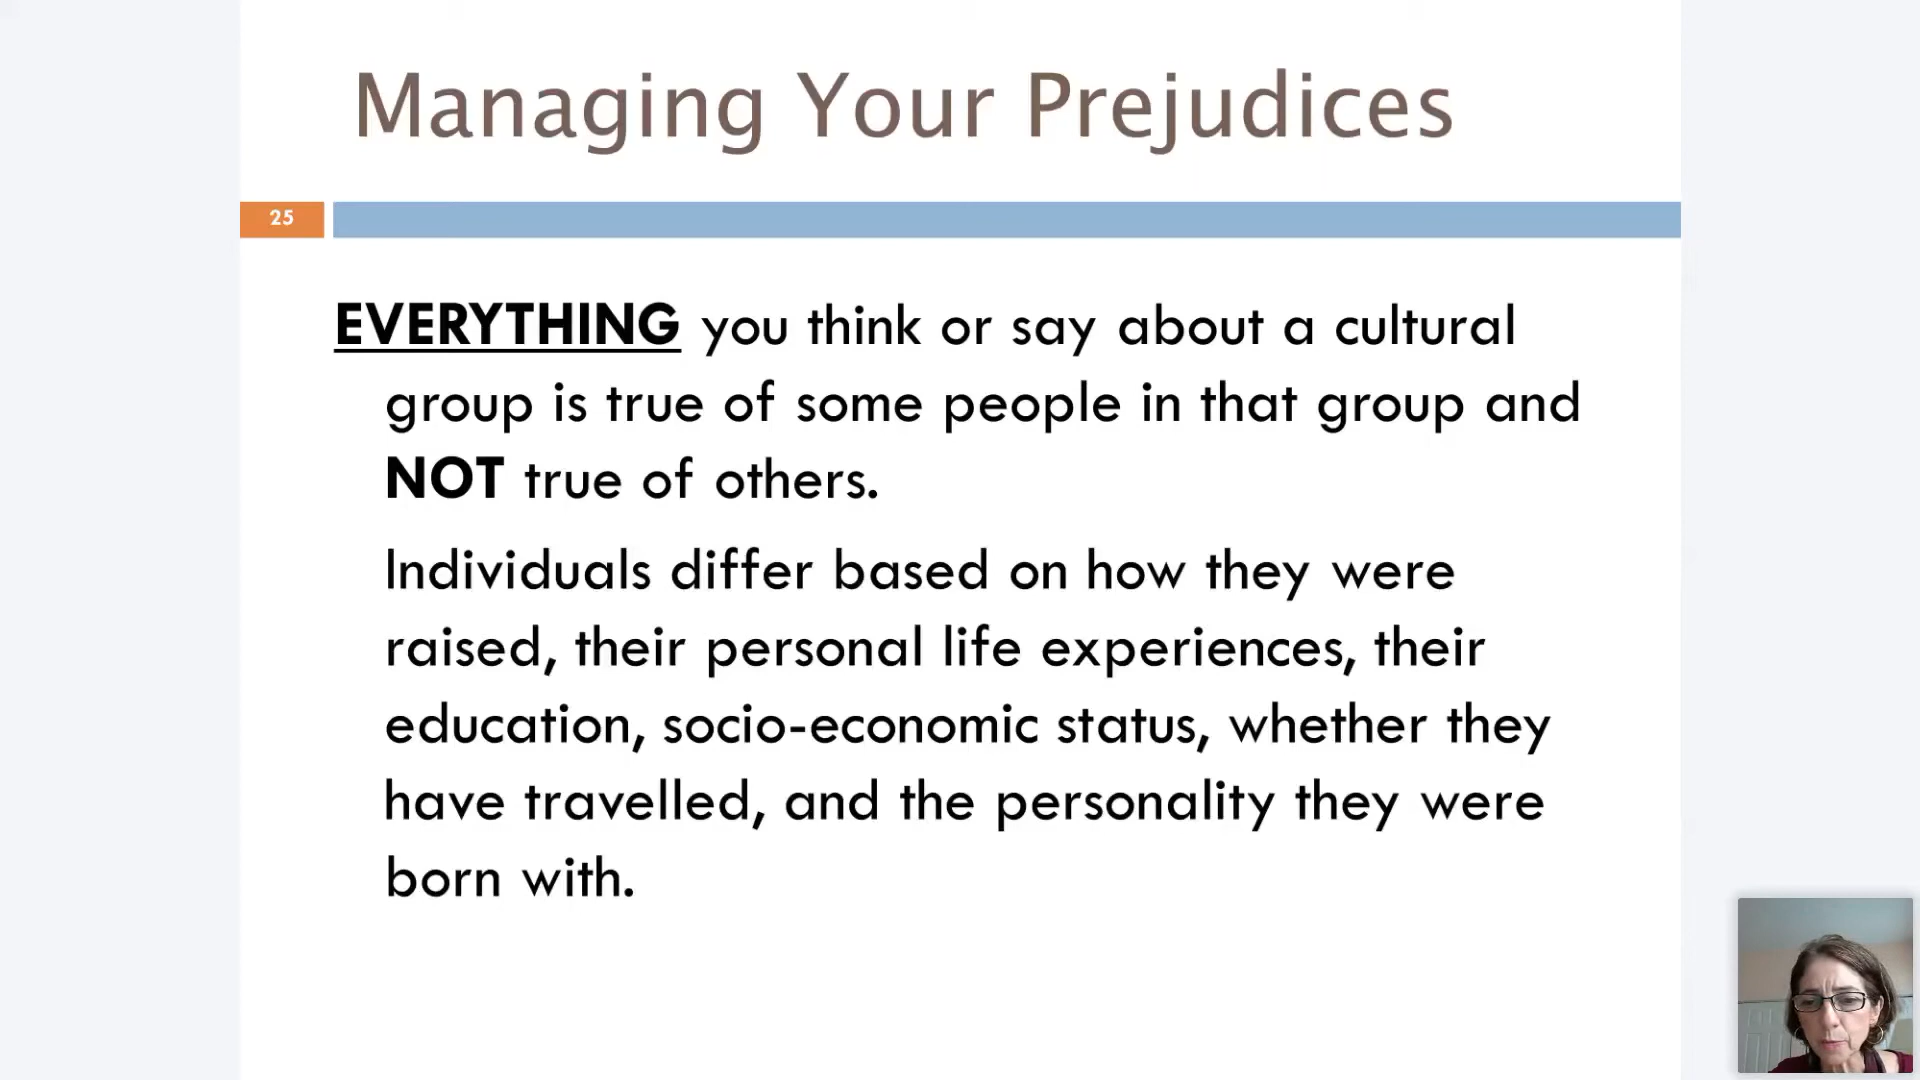 Managing Your Prejudices
25
EVERYTHING you think or say about a cultural
group is true of some people in that group and
NOT true of others.
Individuals differ based on how they were
raised, their personal life experiences, their
education, socio-economic status, whether they
have travelled, and the personality they were
born with.